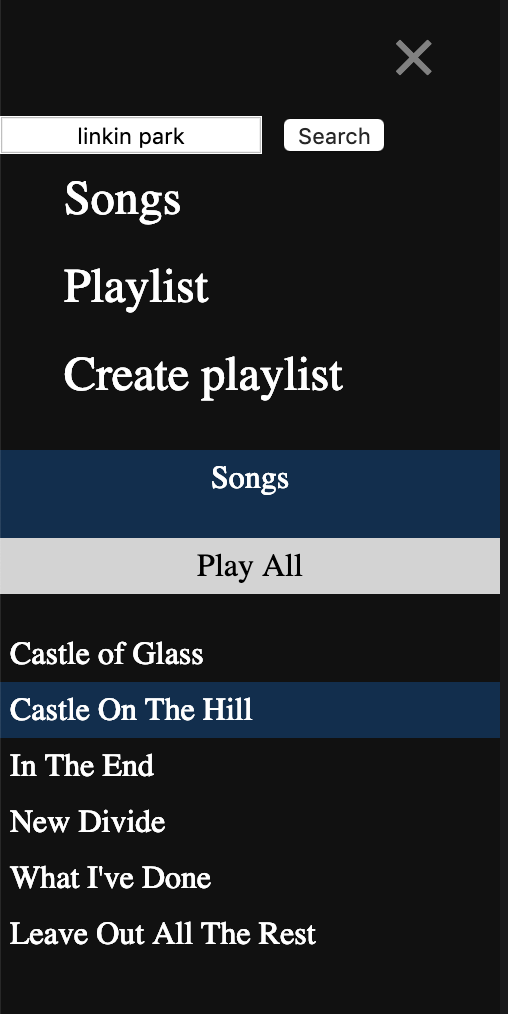 linkin park Search
Songs
Playlist
Create playlist
Songs
Play All
Castle of Glass
Castle On The Hill
In The End
New Divide
What I've Done
Leave Out All The Rest